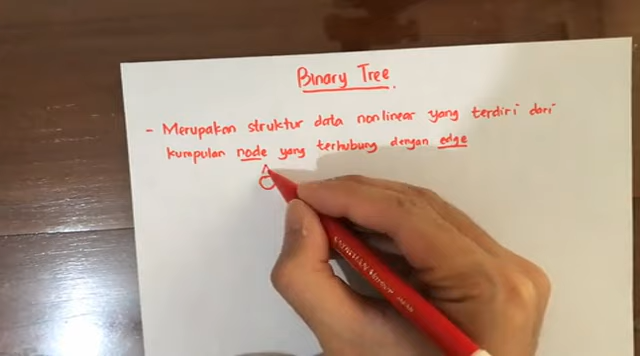 Binary Tree
- Merupakan struktur data nonlinear yang terdiri dari
kumpulan node yang terhubung dengan edge